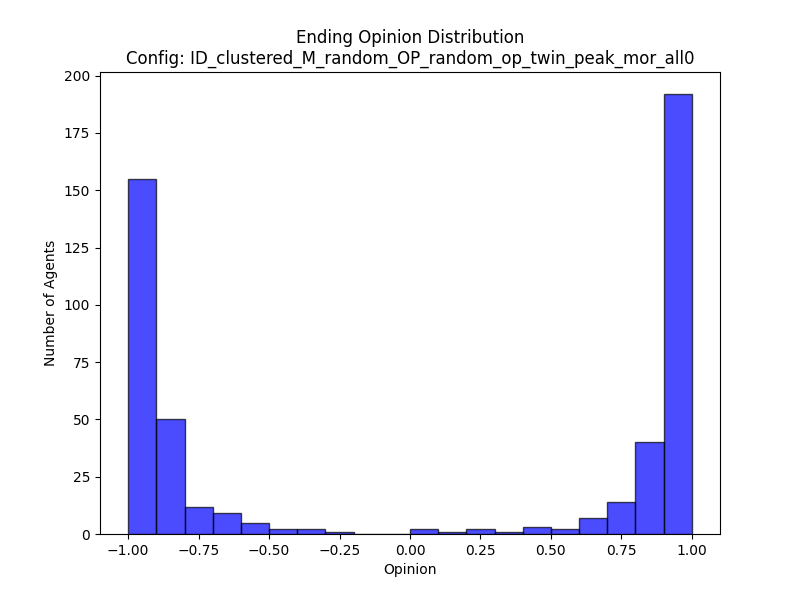 Ending Opinion Distribution
Config: ID_clustered_M_random_OP_random_op_twin_peak_mor_all0
200
175
150
125
100
75
50
25
0
Number of Agents
−1.00 −0.75 −0.50 −0.25 0.00 0.25 0.50 0.75 1.00
Opinion